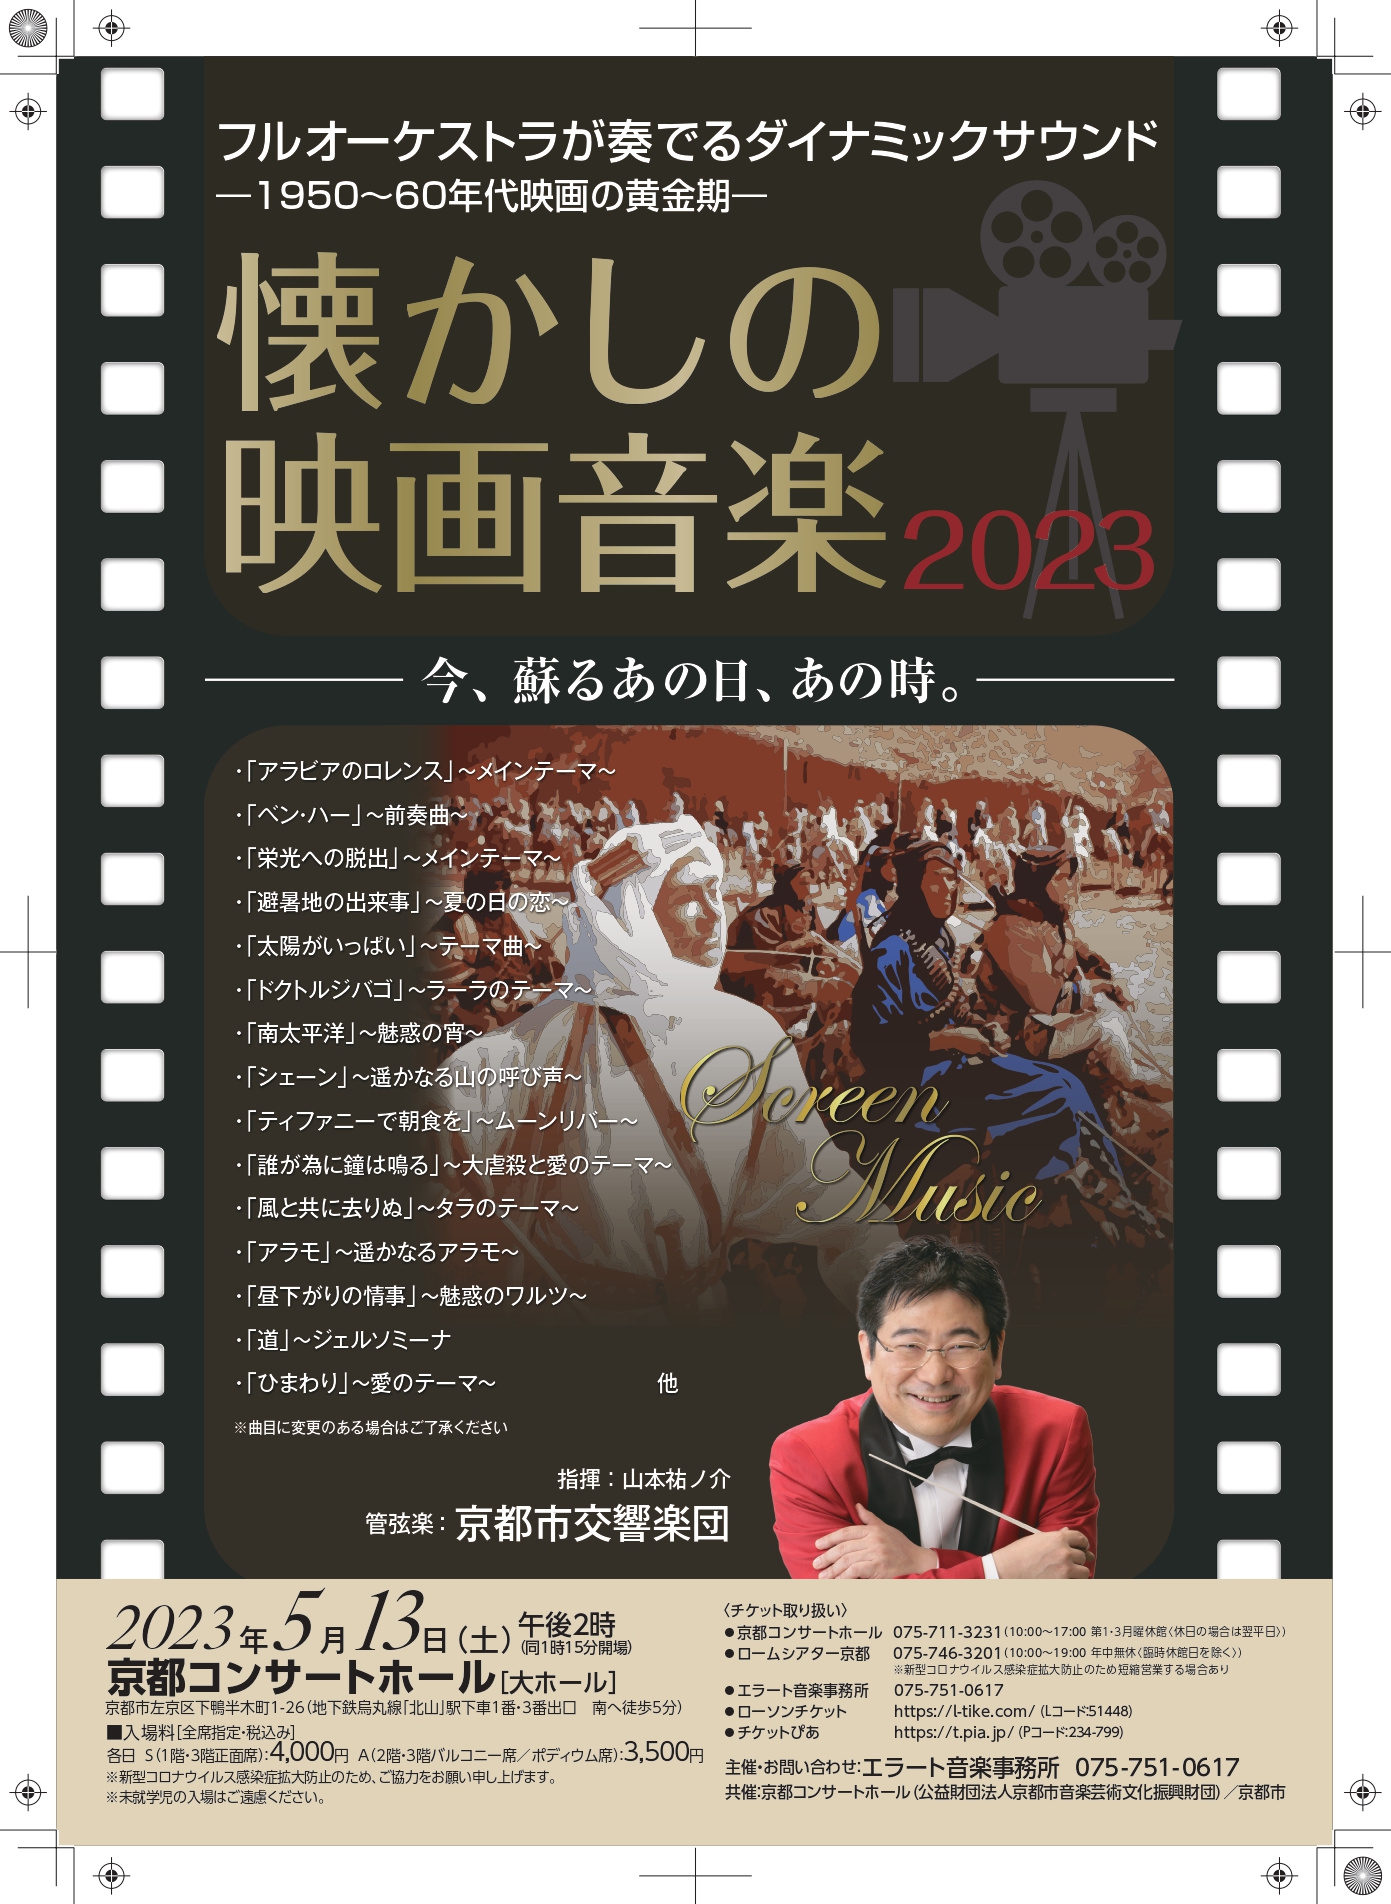 フルオーケストラが奏でるダイナミックサウンド
―1950～60年代映画の黄金期―
懐かしの
映画音楽2023
今、蘇るあの日、あの時。
・「アラビアのロレンス」～メインテーマ～
・「ベン・ハー」～前奏曲～
・「栄光への脱出」～メインテーマ～
・「避暑地の出来事」～夏の日の恋～
・「太陽がいっぱい」～テーマ曲～
・「ドクトルジバゴ」～ラーラのテーマ～
・「南太平洋」～魅惑の宵～
・「シェーン」～遥かなる山の呼び声～
・「ティファニーで朝食を」～ムーンリバー～
・「誰が為に鐘は鳴る」～大虐殺と愛のテーマ～
・「風と共に去りぬ」～タラのテーマ～
・「アラモ」～遥かなるアラモ～
・「昼下がりの情事」～魅惑のワルツ～
・「道」～ジェルソミーナ
・「ひまわり」～愛のテーマ～　他
※曲目に変更のある場合はご了承ください
Screen
Music
指揮：山本祐ノ介
管弦楽：京都市交響楽団
2023年5月13日（土）午後2時
（同1時15分開場）
京都コンサートホール［大ホール］
京都市左京区下鴨半木町1-26（地下鉄烏丸線「北山」駅下車1番・3番出口　南へ徒歩5分）
■入場料［全席指定・税込み］
各日　S（1階・3階正面席）：4,000円　A（2階・3階バルコニー席／ポディウム席）：3,500円
※新型コロナウイルス感染症拡大防止のため、ご協力をお願い申し上げます。
※未就学児の入場はご遠慮ください。
〈チケット取り扱い〉
●京都コンサートホール　075-711-3231（10:00～17:00 第1・3月曜休館〈休日の場合は翌平日〉）
●ロームシアター京都　075-746-3201（10:00～19:00 年中無休〈臨時休館日を除く〉）
※新型コロナウイルス感染症拡大防止のため短縮営業する場合あり
●エラート音楽事務所　075-751-0617
●ローソンチケット　https://l-tike.com/（Lコード:51448）
●チケットぴあ　https://t.pia.jp/（Pコード:234-799）
主催・お問い合わせ：エラート音楽事務所　075-751-0617
共催：京都コンサートホール（公益財団法人京都市音楽芸術文化振興財団）／京都市